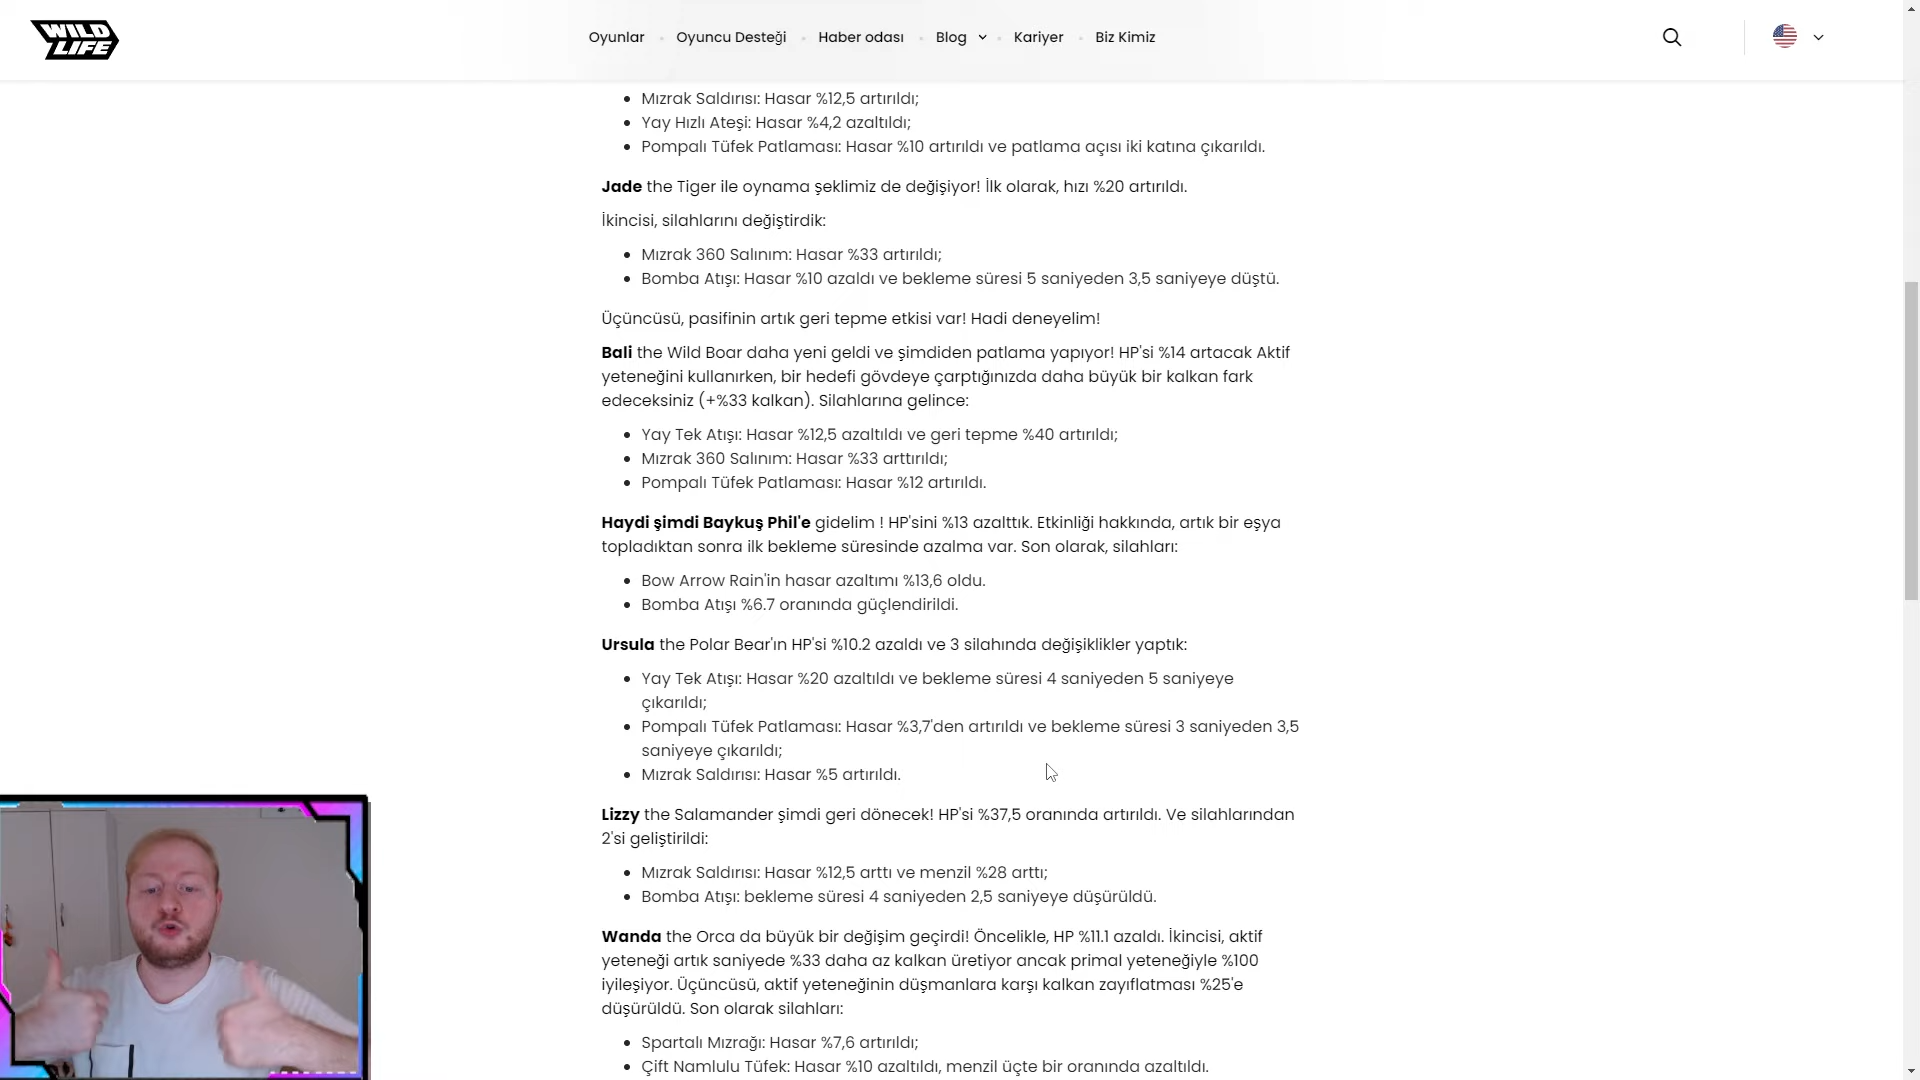 WILD
LIFE
Oyunlar
Oyuncu Desteği
Haber odası
Blog
Kariyer
Biz Kimiz
Mızrak Saldırısı: Hasar %12,5 artırıldı;
Yay Hızlı Ateşi: Hasar %4,2 azaltıldı;
Pompalı Tüfek Patlaması: Hasar %10 artırıldı ve patlama açısı iki katına çıkarıldı.
Jade the Tiger ile oynama şeklimiz de değişiyor! İlk olarak, hızı %20 artırıldı.
İkincisi, silahlarını değiştirdik:
Mızrak 360 Salınım: Hasar %33 artırıldı;
Bomba Atışı: Hasar %10 azaldı ve bekleme süresi 5 saniyeden 3,5 saniyeye düştü.
Üçüncüsü, pasifinin artık geri tepme etkisi var! Hadi deneyelim!
Bali the Wild Boar daha yeni geldi ve şimdiden patlama yapıyor! HP'si %14 artacak Aktif
yeteneğini kullanırken, bir hedefi gövdeye çarptığınızda daha büyük bir kalkan fark
edeceksiniz (+%33 kalkan). Silahlarına gelince:
Yay Tek Atışı: Hasar %12,5 azaltıldı ve geri tepme %40 artırıldı;
Mızrak 360 Salınım: Hasar %33 arttırıldı;
Pompalı Tüfek Patlaması: Hasar %12 artırıldı.
Haydi şimdi Baykuş Phil'e gidelim ! HP'sini %13 azalttık. Etkinliği hakkında, artık bir eşya
topladıktan sonra ilk bekleme süresinde azalma var. Son olarak, silahları:
Bow Arrow Rain'in hasar azaltımı %13,6 oldu.
Bomba Atışı %6.7 oranında güçlendirildi.
Ursula the Polar Bear'ın HP'si %10.2 azaldı ve 3 silahında değişiklikler yaptık:
Yay Tek Atışı: Hasar %20 azaltıldı ve bekleme süresi 4 saniyeden 5 saniyeye
çıkarıldı;
Pompalı Tüfek Patlaması: Hasar %3,7'den artırıldı ve bekleme süresi 3 saniyeden 3,5
saniyeye çıkarıldı;
Mızrak Saldırısı: Hasar %5 artırıldı.
Lizzy the Salamander şimdi geri dönecek! HP'si %37,5 oranında artırıldı. Ve silahlarından
2'si geliştirildi:
Mızrak Saldırısı: Hasar %12,5 arttı ve menzil %28 arttı;
Bomba Atışı: bekleme süresi 4 saniyeden 2,5 saniyeye düşürüldü.
Wanda the Orca da büyük bir değişim geçirdi! Öncelikle, HP %11.1 azaldı. İkincisi, aktif
yeteneği artık saniyede %33 daha az kalkan üretiyor ancak primal yeteneğiyle %100
iyileşiyor. Üçüncüsü, aktif yeteneğinin düşmanlara karşı kalkan zayıflatması %25'e
düşürüldü. Son olarak silahları:
Spartalı Mızrağı: Hasar %7,6 artırıldı;
Çift Namlulu Tüfek: Hasar %10 azaltıldı, menzil üçte bir oranında azaltıldı.